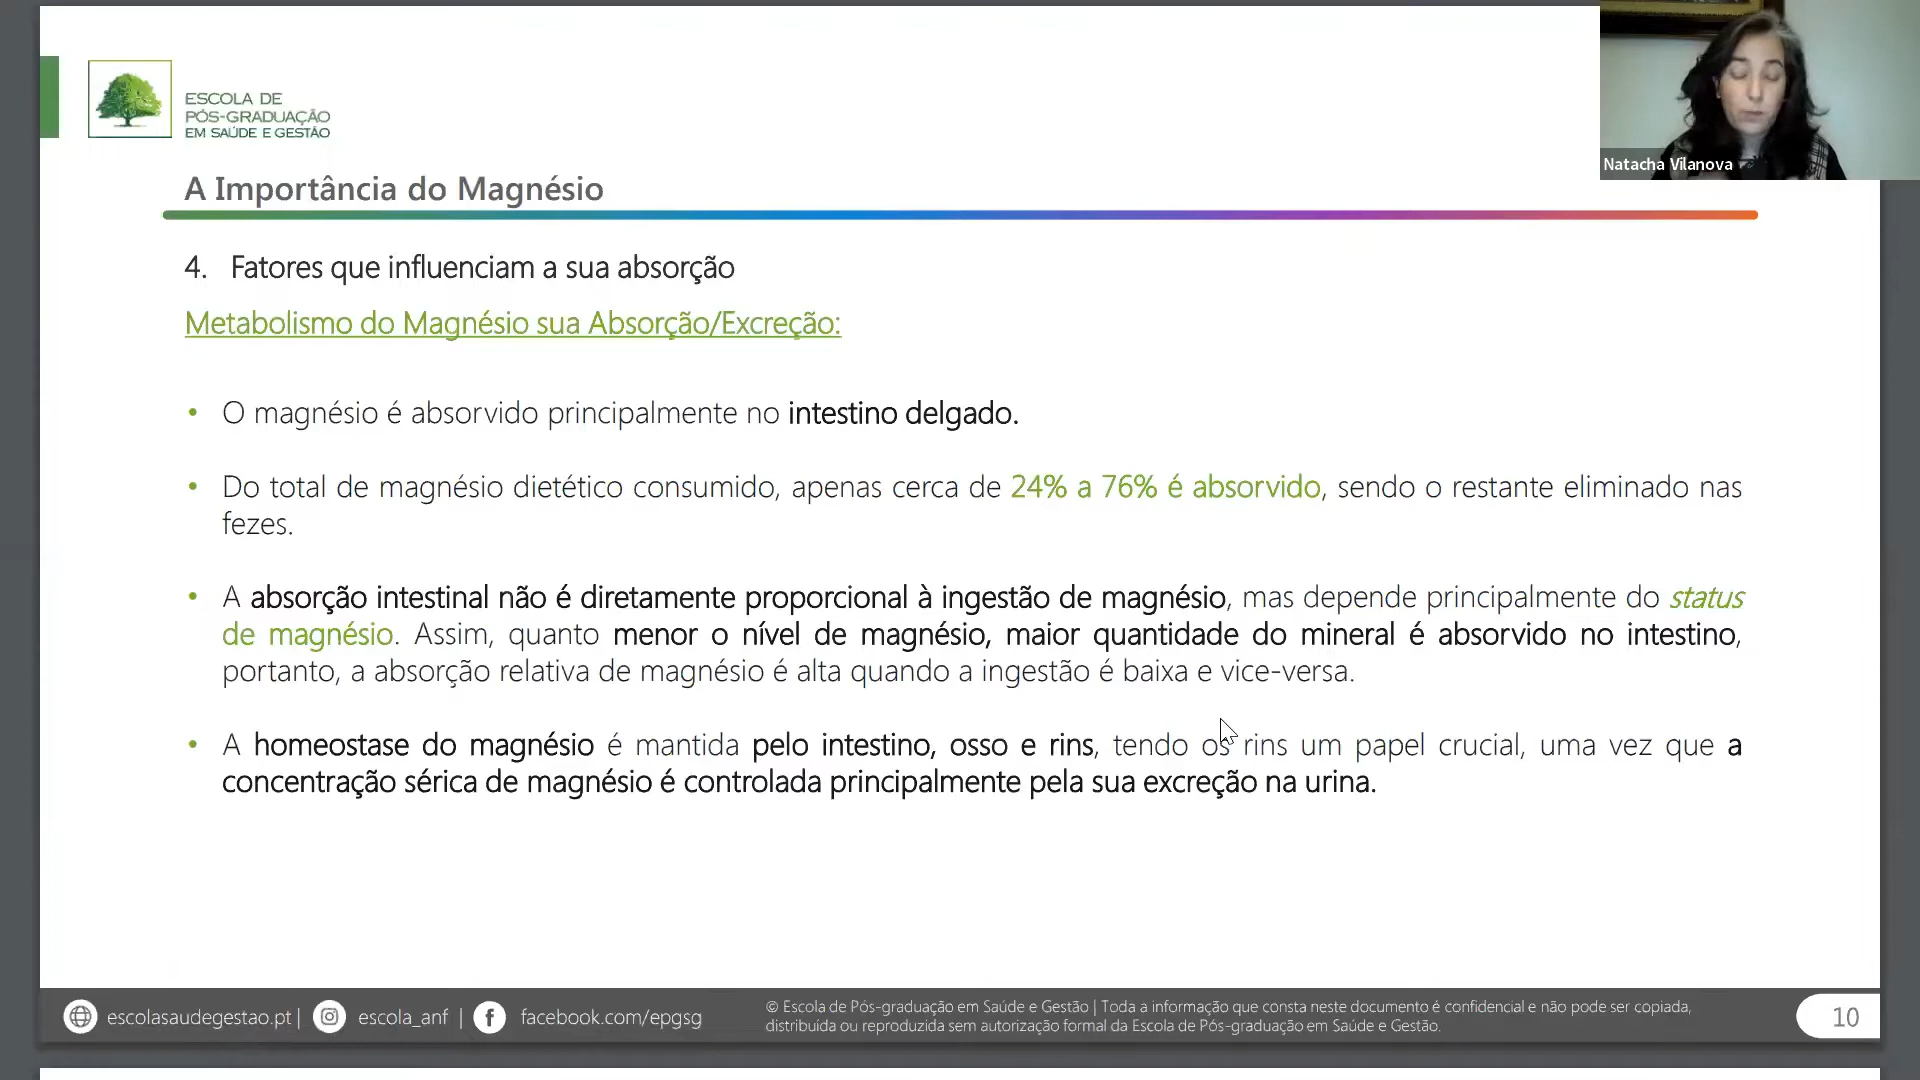 ESCOLA DE
PÓS-GRADUAÇÃO
EM SAÚDE E GESTÃO
Natacha Vilanova
A Importância do Magnésio
4. Fatores que influenciam a sua absorção
Metabolismo do Magnésio sua Absorção/Excreção:
• O magnésio é absorvido principalmente no intestino delgado.
• Do total de magnésio dietético consumido, apenas cerca de 24% a 76% é absorvido, sendo o restante eliminado nas
fezes.
• A absorção intestinal não é diretamente proporcional à ingestão de magnésio, mas depende principalmente do status
de magnésio. Assim, quanto menor o nível de magnésio, maior quantidade do mineral é absorvido no intestino,
portanto, a absorção relativa de magnésio é alta quando a ingestão é baixa e vice-versa.
• A homeostase do magnésio é mantida pelo intestino, osso e rins, tendo os rins um papel crucial, uma vez que a
concentração sérica de magnésio é controlada principalmente pela sua excreção na urina.
escolasaudegestao.pt | escola_anf | facebook.com/epgsg
© Escola de Pós-graduação em Saúde e Gestão | Toda a informação que consta neste documento é confidencial e não pode ser copiada,
distribuída ou reproduzida sem autorização formal da Escola de Pós-graduação em Saúde e Gestão.
10